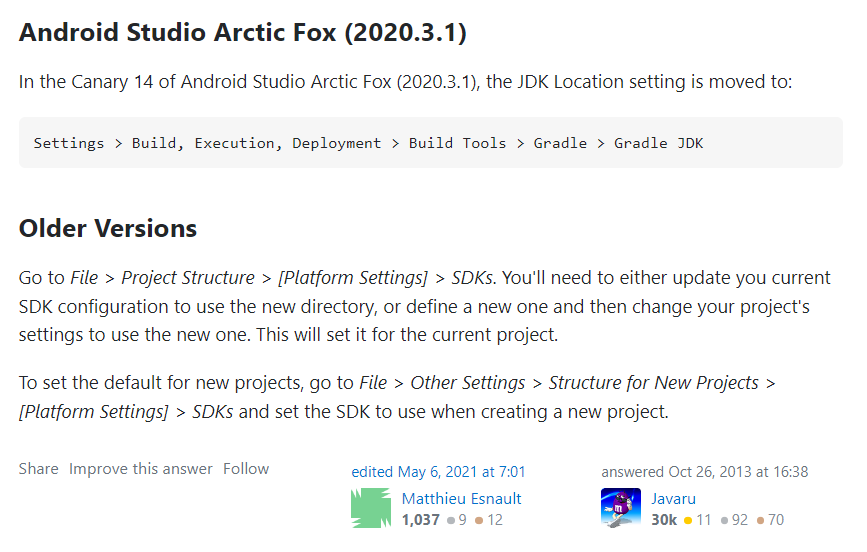 Android Studio Arctic Fox (2020.3.1)
In the Canary 14 of Android Studio Arctic Fox (2020.3.1), the JDK Location setting is moved to:
Settings > Build, Execution, Deployment > Build Tools > Gradle > Gradle JDK
Older Versions
Go to File > Project Structure > [Platform Settings] > SDKs. You'll need to either update you current
SDK configuration to use the new directory, or define a new one and then change your project's
settings to use the new one. This will set it for the current project.
To set the default for new projects, go to File > Other Settings > Structure for New Projects >
[Platform Settings] > SDKs and set the SDK to use when creating a new project.
Share Improve this answer Follow
edited May 6, 2021 at 7:01
Matthieu Esnault
1,037 9 12
answered Oct 26, 2013 at 16:38
Javaru
30k 11 92 70